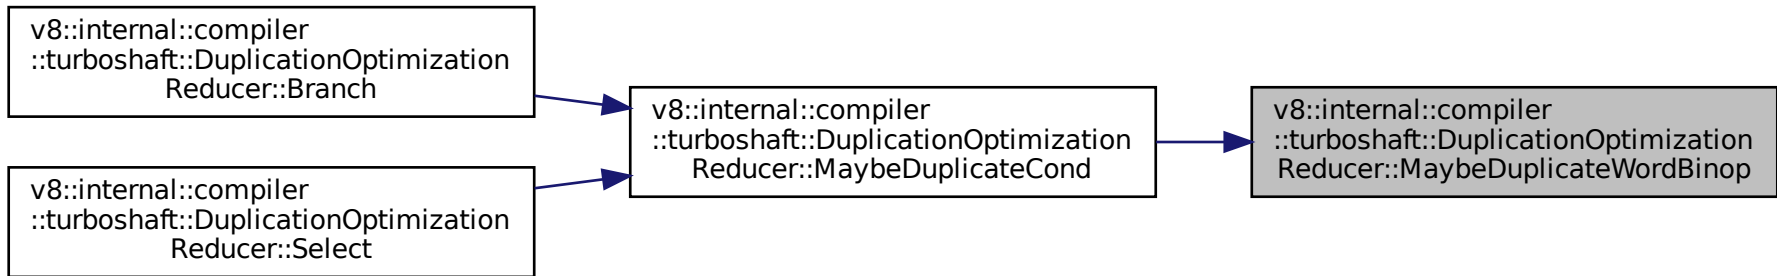 v8::internal::compiler
::turboshaft::DuplicationOptimization
Reducer::Branch
v8::internal::compiler
::turboshaft::DuplicationOptimization
Reducer::Select
v8::internal::compiler
::turboshaft::DuplicationOptimization
Reducer::MaybeDuplicateCond
v8::internal::compiler
::turboshaft::DuplicationOptimization
Reducer::MaybeDuplicateWordBinop